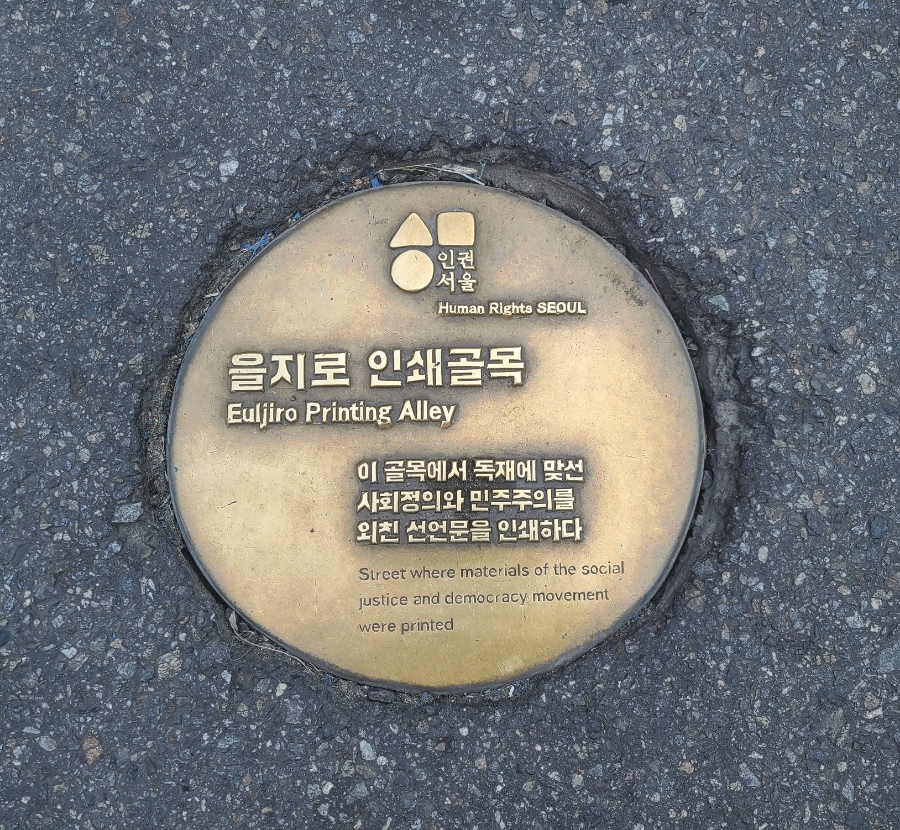 인권
서울
Human Rights SEOUL
을지로 인쇄골목
Euljiro Printing Alley
이 골목에서 독재에 맞선
사회정의와 민주주의를
외친 선언문을 인쇄하다
Street where materials of the social
justice and democracy movement
were printed